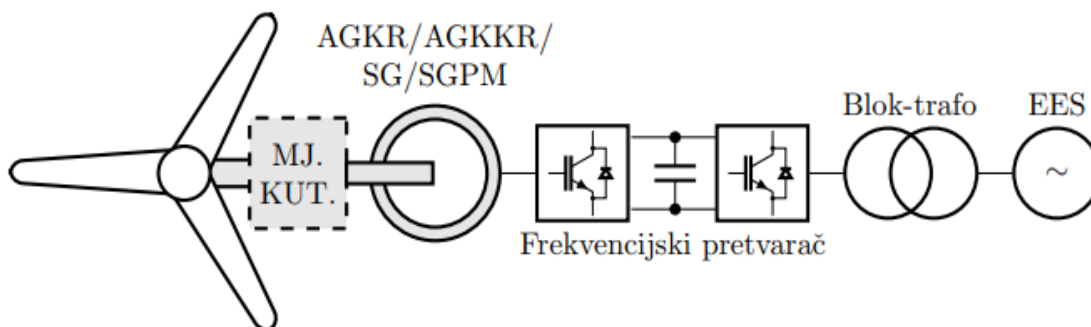 AGKR/AGKKR/
SG/SGPM
Blok-trafo
EES
MJ.
KUT.
~
Frekvencijski pretvarač